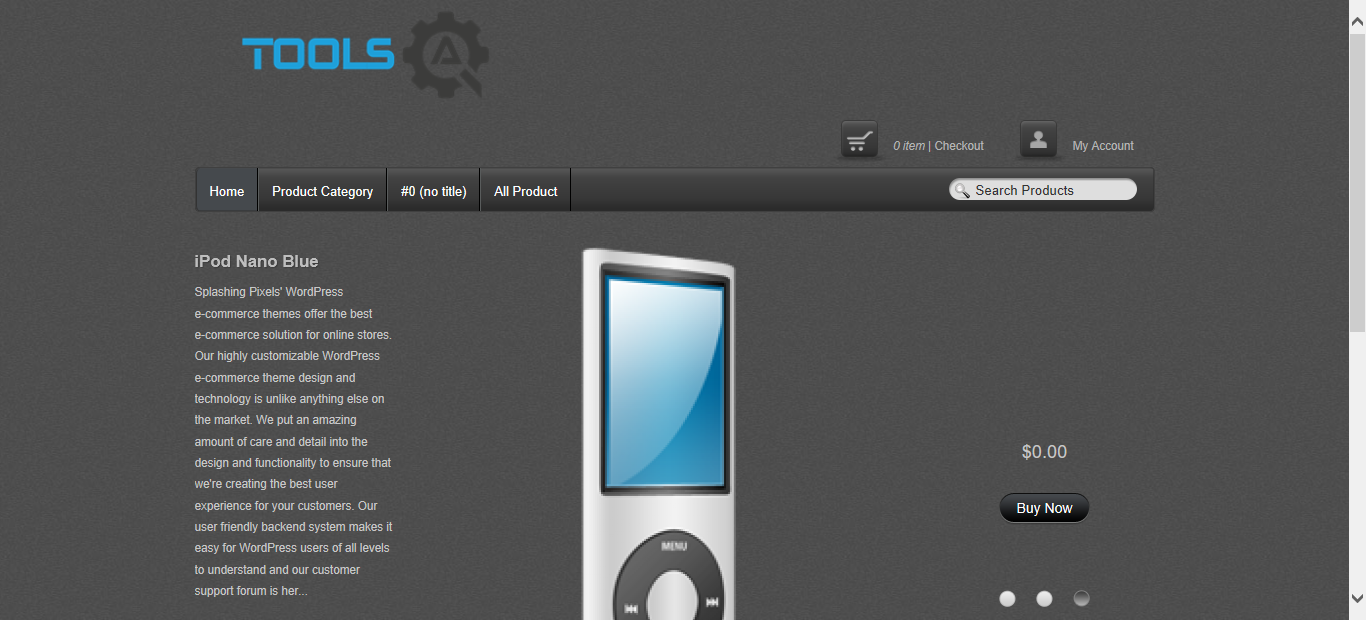 TOOLS
0 item | Checkout
My Account
Home
Product Category
#0 (no title)
All Product
Search Products
iPod Nano Blue
Splashing Pixels' WordPress
e-commerce themes offer the best
e-commerce solution for online stores.
Our highly customizable WordPress
e-commerce theme design and
technology is unlike anything else on
the market. We put an amazing
amount of care and detail into the
design and functionality to ensure that
we're creating the best user
experience for your customers. Our
user friendly backend system makes it
easy for WordPress users of all levels
to understand and our customer
support forum is her...
MENU
$0.00
Buy Now